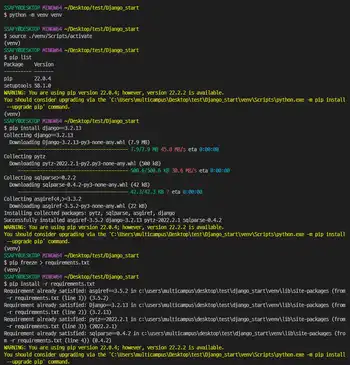 SSAFY@DESKTOP MINGW64 ~/Desktop/test/Django_start
$ python -m venv venv
SSAFY@DESKTOP MINGW64 ~/Desktop/test/Django_start
$ source ./venv/Scripts/activate
(venv)
SSAFY@DESKTOP MINGW64 ~/Desktop/test/Django_start
$ pip list
Package    Version
---------- -------
pip        22.0.4
setuptools 58.1.0
WARNING: You are using pip version 22.0.4; however, version 22.2.2 is available.
You should consider upgrading via the 'C:\Users\multicampus\Desktop\test\Django_start\venv\Scripts\python.exe -m pip install
--upgrade pip' command.
(venv)
SSAFY@DESKTOP MINGW64 ~/Desktop/test/Django_start
$ pip install django==3.2.13
Collecting django==3.2.13
Downloading Django-3.2.13-py3-none-any.whl (7.9 MB)
7.9/7.9 MB MB/s eta 0:00:00
Collecting pytz
Downloading pytz-2022.2.1-py2.py3-none-any.whl (500 kB)
500.6/500.6 kB MB/s eta 0:00:00
Collecting sqlparse>=0.2.2
Downloading sqlparse-0.4.2-py3-none-any.whl (42 kB)
42.3/42.3 kB ? eta 0:00:00
Collecting asgiref<4,>=3.3.2
Downloading asgiref-3.5.2-py3-none-any.whl (22 kB)
Installing collected packages: pytz, sqlparse, asgiref, django
Successfully installed asgiref-3.5.2 django-3.2.13 pytz-2022.2.1 sqlparse-0.4.2
WARNING: You are using pip version 22.0.4; however, version 22.2.2 is available.
You should consider upgrading via the 'C:\Users\multicampus\Desktop\test\Django_start\venv\Scripts\python.exe -m pip install
--upgrade pip' command.
(venv)
SSAFY@DESKTOP MINGW64 ~/Desktop/test/Django_start
$ pip freeze > requirements.txt
(venv)
SSAFY@DESKTOP MINGW64 ~/Desktop/test/Django_start
$ pip install -r requirements.txt
Requirement already satisfied: asgiref==3.5.2 in c:\users\multicampus\desktop\test\django_start\venv\lib\site-packages (from
-r requirements.txt (line 1)) (3.5.2)
Requirement already satisfied: Django==3.2.13 in c:\users\multicampus\desktop\test\django_start\venv\lib\site-packages (from
-r requirements.txt (line 2)) (3.2.13)
Requirement already satisfied: pytz==2022.2.1 in c:\users\multicampus\desktop\test\django_start\venv\lib\site-packages (from
-r requirements.txt (line 3)) (2022.2.1)
Requirement already satisfied: sqlparse==0.4.2 in c:\users\multicampus\desktop\test\django_start\venv\lib\site-packages (fro
m -r requirements.txt (line 4)) (0.4.2)
WARNING: You are using pip version 22.0.4; however, version 22.2.2 is available.
You should consider upgrading via the 'C:\Users\multicampus\Desktop\test\Django_start\venv\Scripts\python.exe -m pip install
--upgrade pip' command.